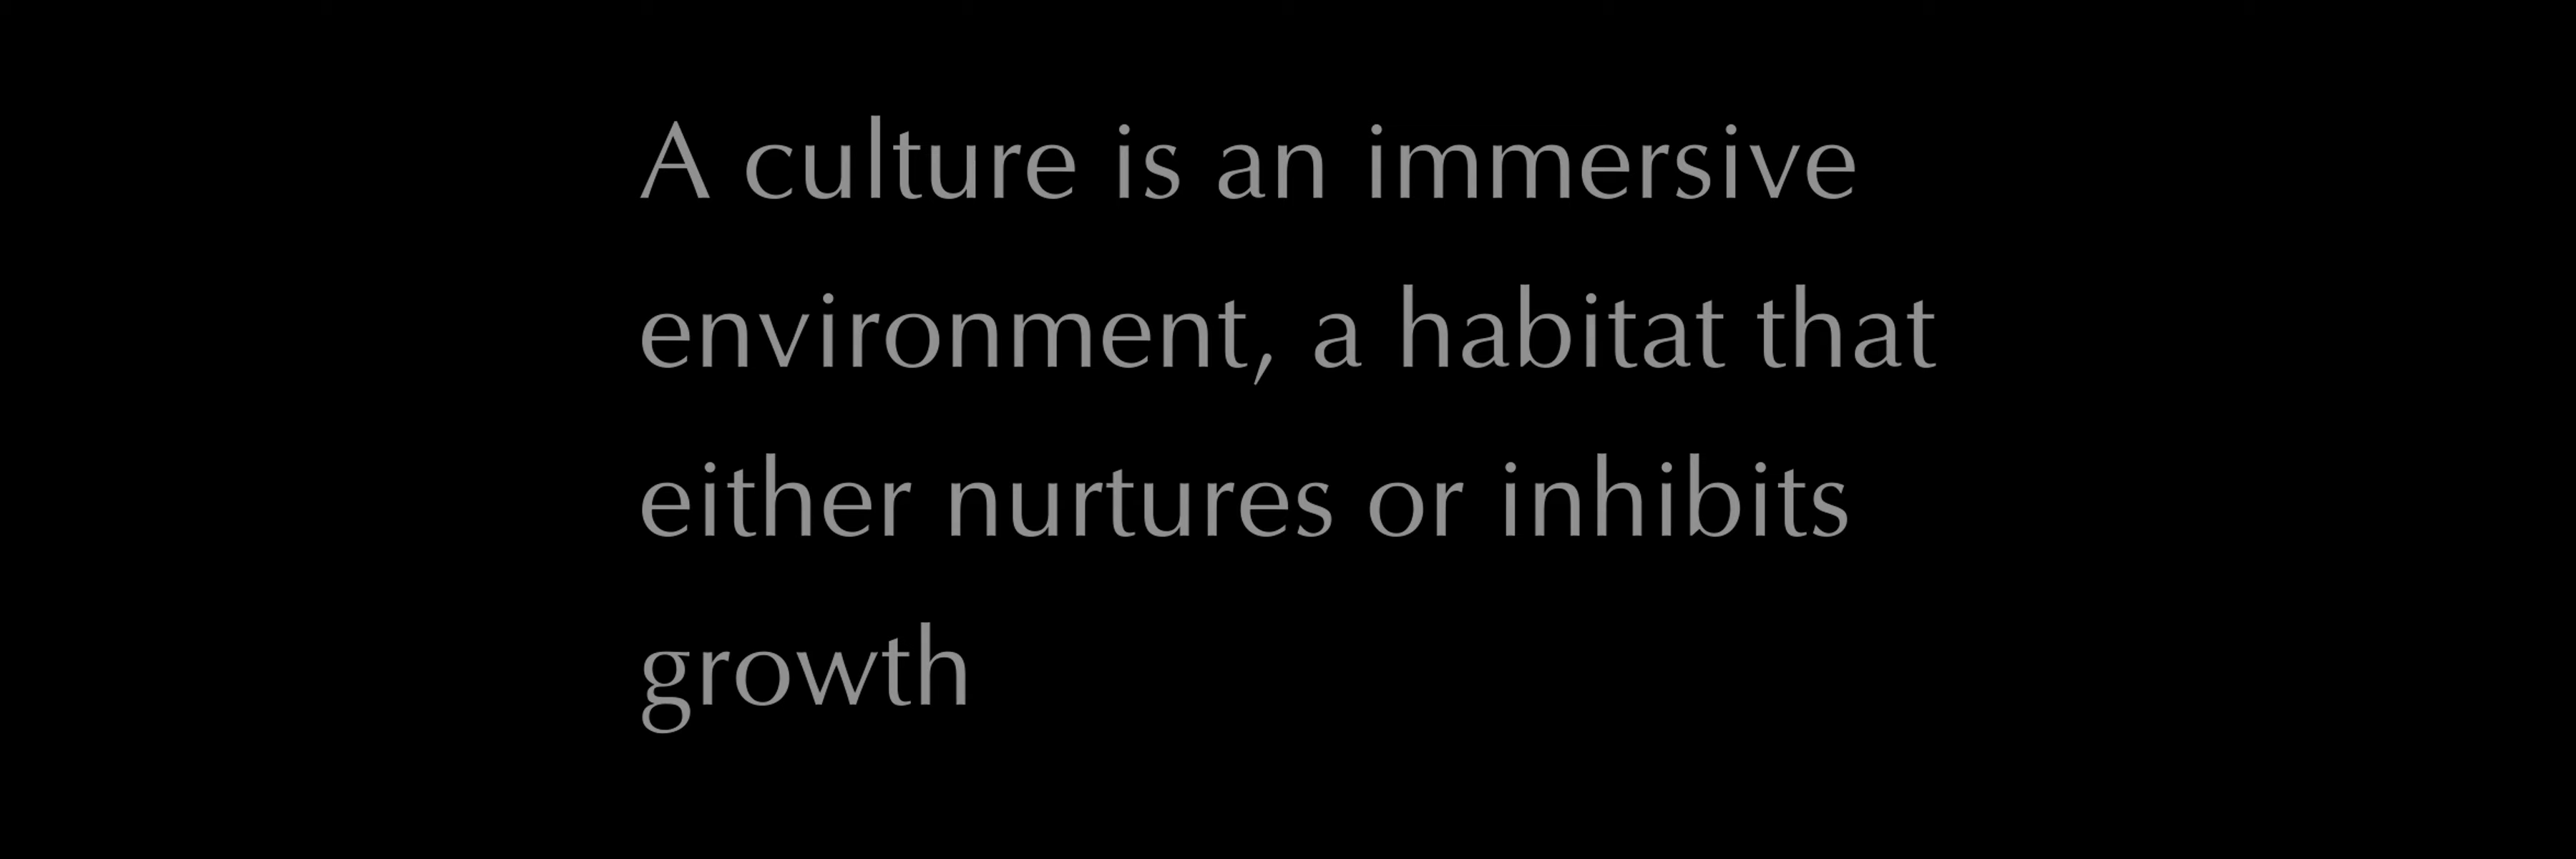 A culture is an immersive
environment, a habitat that
either nurtures or inhibits
growth